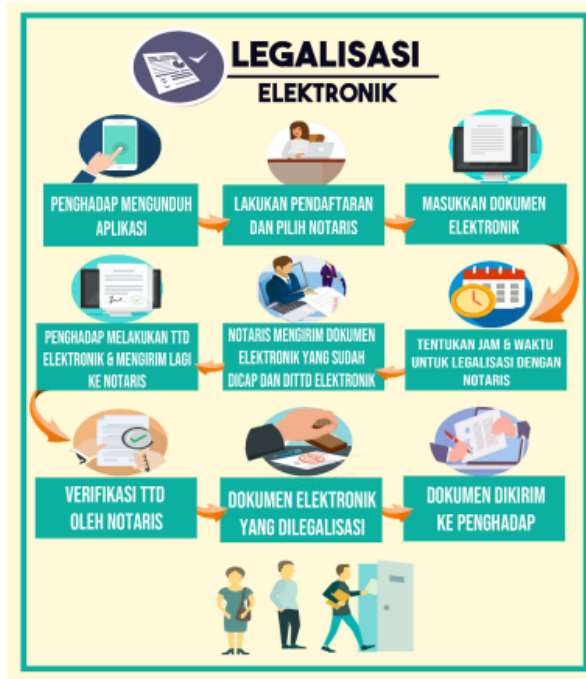 LEGALISASI
ELEKTRONIK
PENGHADAP MENGUNDUH
APLIKASI
LAKUKAN PENDAFTARAN
DAN PILIH NOTARIS
MASUKKAN DOKUMEN
ELEKTRONIK
TENTUKAN JAM & WAKTU
UNTUK LEGALISASI DENGAN
NOTARIS
NOTARIS MENGIRIM DOKUMEN
ELEKTRONIK YANG SUDAH
DICAP DAN DITTD ELEKTRONIK
PENGHADAP MELAKUKAN TTD
ELEKTRONIK & MENGIRIM LAGI
KE NOTARIS
VERIFIKASI TTD
OLEH NOTARIS
DOKUMEN ELEKTRONIK
YANG DILEGALISASI
DOKUMEN DIKIRIM
KE PENGHADAP